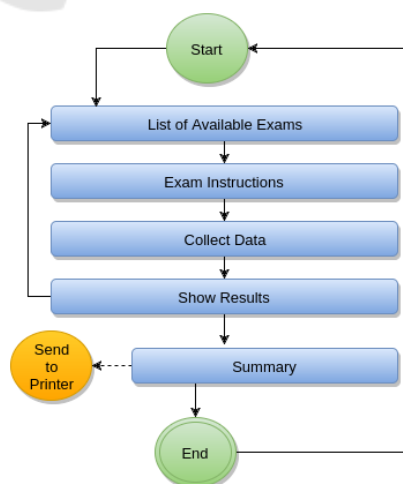 Start
List of Available Exams
Exam Instructions
Collect Data
Show Results
Send
to
Printer
Summary
End